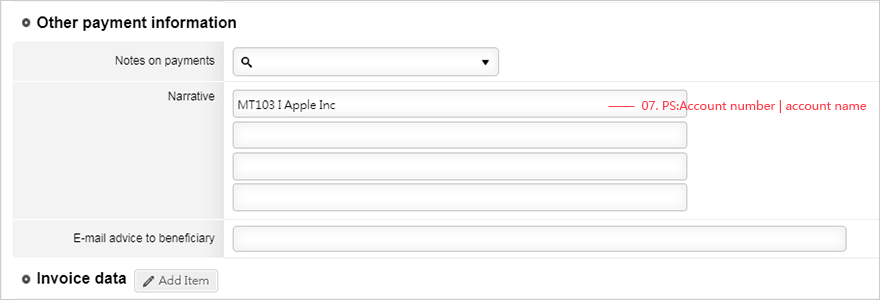 Other payment information
Notes on payments
Narrative
MT103 I Apple Inc
07. PS:Account number | account name
E-mail advice to beneficiary
Invoice data
Add Item